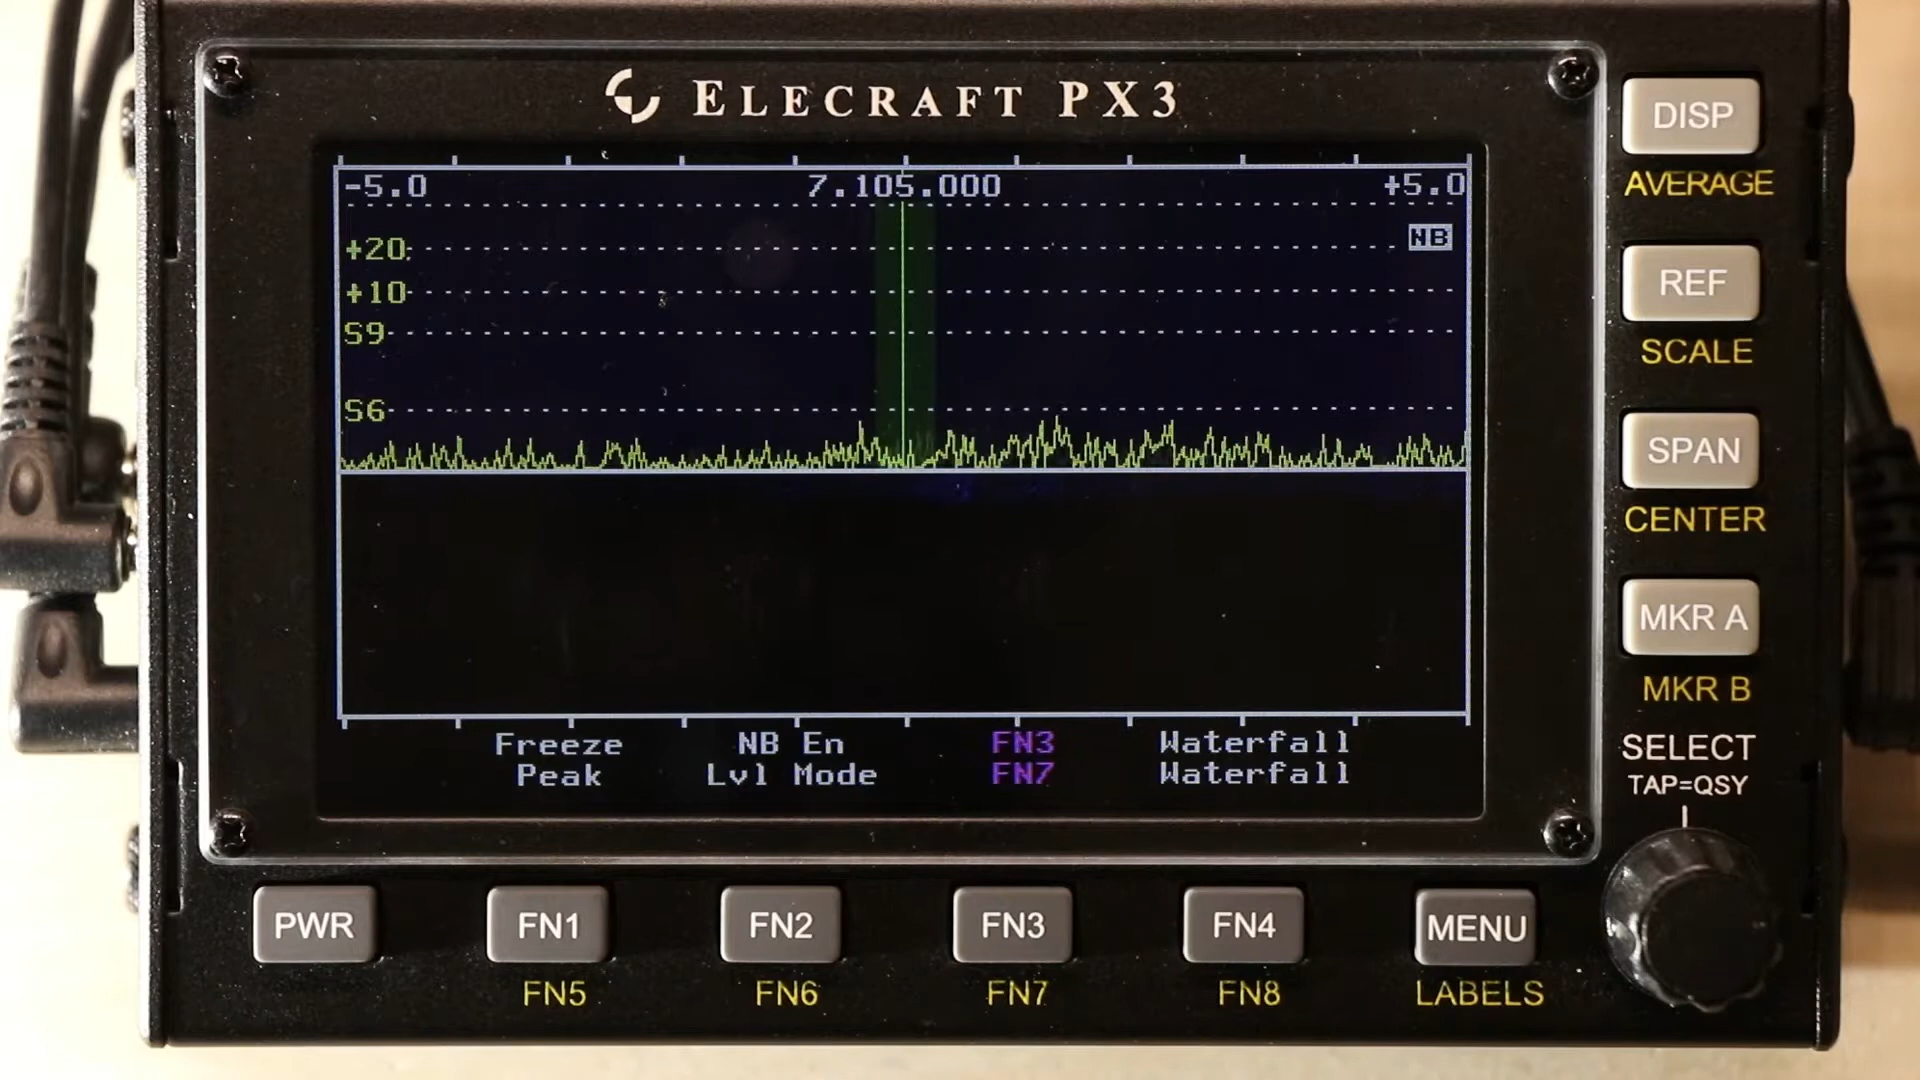 ELECRAFT PX3
-5.0 7.105.000 +5.0
+20
NB
+10
S9
S6
Freeze NB En FN3 Waterfall
Peak Lvl Mode FN7 Waterfall
DISP
AVERAGE
REF
SCALE
SPAN
CENTER
MKR A
MKR B
SELECT
TAP=QSY
PWR FN1 FN2 FN3 FN4 MENU
FN5 FN6 FN7 FN8 LABELS